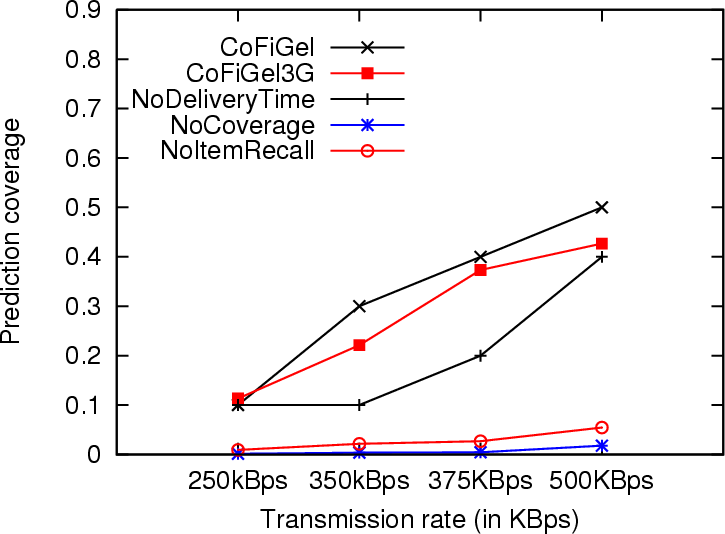 0.9
0.8
0.7
0.6
0.5
0.4
0.3
0.2
0.1
0
Prediction coverage
CoFiGel
CoFiGel3G
NoDeliveryTime
NoCoverage
NoItemRecall
250kBps 350kBps 375KBps 500KBps
Transmission rate (in KBps)